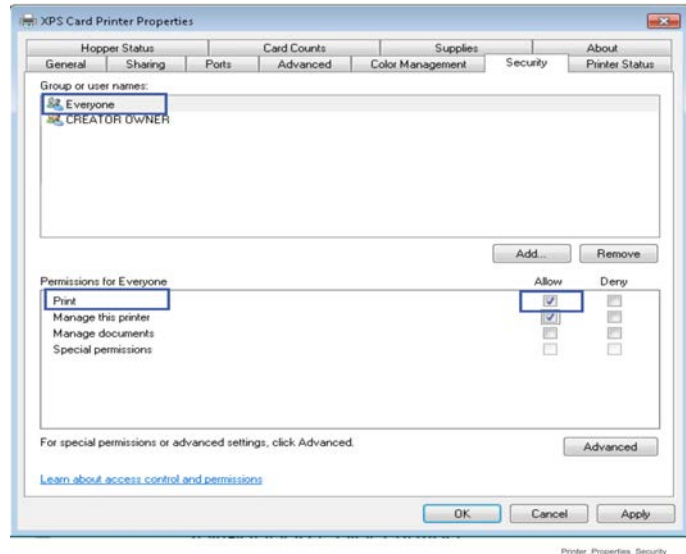 XPS Card Printer Properties
Hopper Status Card Counts Supplies About
General Sharing Ports Advanced Color Management Security Printer Status
Group or user names:
Everyone
CREATOR OWNER
Add... Remove
Permissions for Everyone Allow Deny
Print
Manage this printer
Manage documents
Special permissions
For special permissions or advanced settings, click Advanced.
Advanced
Learn about access control and permissions
OK Cancel Apply
Printer_Properties_Security